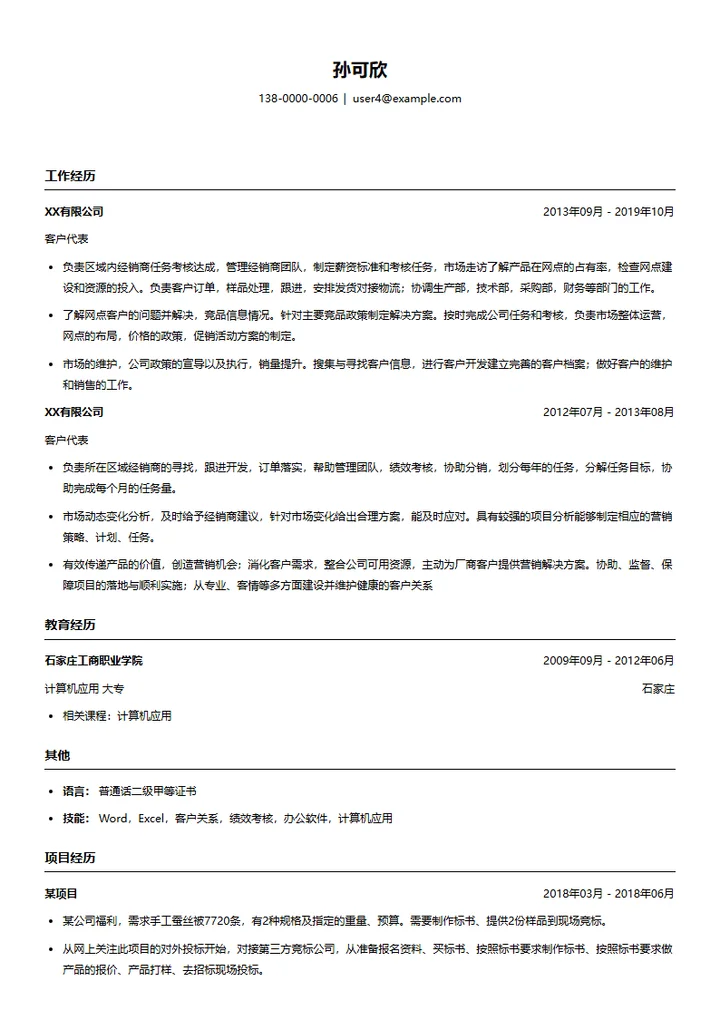 孙可欣
138-0000-0006 | user4@example.com
工作经历
XX有限公司 2013年09月 - 2019年10月
客户代表
• 负责区域内经销商任务考核达成，管理经销商团队，制定薪资标准和考核任务，市场走访了解产品在网点的占有率，检查网点建
设和资源的投入。负责客户订单，样品处理，跟进，安排发货对接物流；协调生产部，技术部，采购部，财务等部门的工作。
• 了解网点客户的问题并解决，竞品信息情况。针对主要竞品政策制定解决方案。按时完成公司任务和考核，负责市场整体运营，
网点的布局，价格的政策，促销活动方案的制定。
• 市场的维护，公司政策的宣导以及执行，销量提升。搜集与寻找客户信息，进行客户开发建立完善的客户档案；做好客户的维护
和销售的工作。
XX有限公司 2012年07月 - 2013年08月
客户代表
• 负责所在区域经销商的寻找，跟进开发，订单落实，帮助管理团队，绩效考核，协助分销，划分每年的任务，分解任务目标，协
助完成每个月的任务量。
• 市场动态变化分析，及时给予经销商建议，针对市场变化给出合理方案，能及时应对。具有较强的项目分析能够制定相应的营销
策略、计划、任务。
• 有效传递产品的价值，创造营销机会；消化客户需求，整合公司可用资源，主动为厂商客户提供营销解决方案。协助、监督、保
障项目的落地与顺利实施；从专业、客情等多方面建设并维护健康的客户关系
教育经历
石家庄工商职业学院 2009年09月 - 2012年06月
计算机应用 大专 石家庄
• 相关课程：计算机应用
其他
• 语言： 普通话二级甲等证书
• 技能： Word，Excel，客户关系，绩效考核，办公软件，计算机应用
项目经历
某项目 2018年03月 - 2018年06月
• 某公司福利，需求手工蚕丝被7720条，有2种规格及指定的重量、预算。需要制作标书、提供2份样品到现场竞标。
• 从网上关注此项目的对外投标开始，对接第三方竞标公司，从准备报名资料、买标书、按照标书要求制作标书、按照标书要求做
产品的报价、产品打样、去招标现场投标。